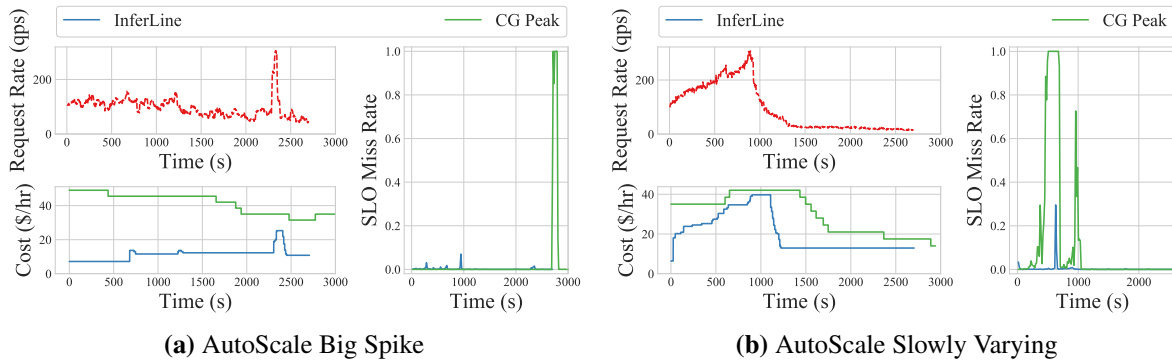 InferLine
CG Peak
Request Rate (qps)
200
0
0 500 1000 1500 2000 2500 3000
Time (s)
Cost ($/hr)
40
20
0
0 500 1000 1500 2000 2500 3000
Time (s)
SLO Miss Rate
1.0
0.8
0.6
0.4
0.2
0.0
0 1000 2000 3000
Time (s)
(a) AutoScale Big Spike
InferLine
CG Peak
Request Rate (qps)
200
0
0 500 1000 1500 2000 2500 3000
Time (s)
Cost ($/hr)
40
20
0
0 500 1000 1500 2000 2500 3000
Time (s)
SLO Miss Rate
1.0
0.8
0.6
0.4
0.2
0.0
0 1000 2000
Time (s)
(b) AutoScale Slowly Varying